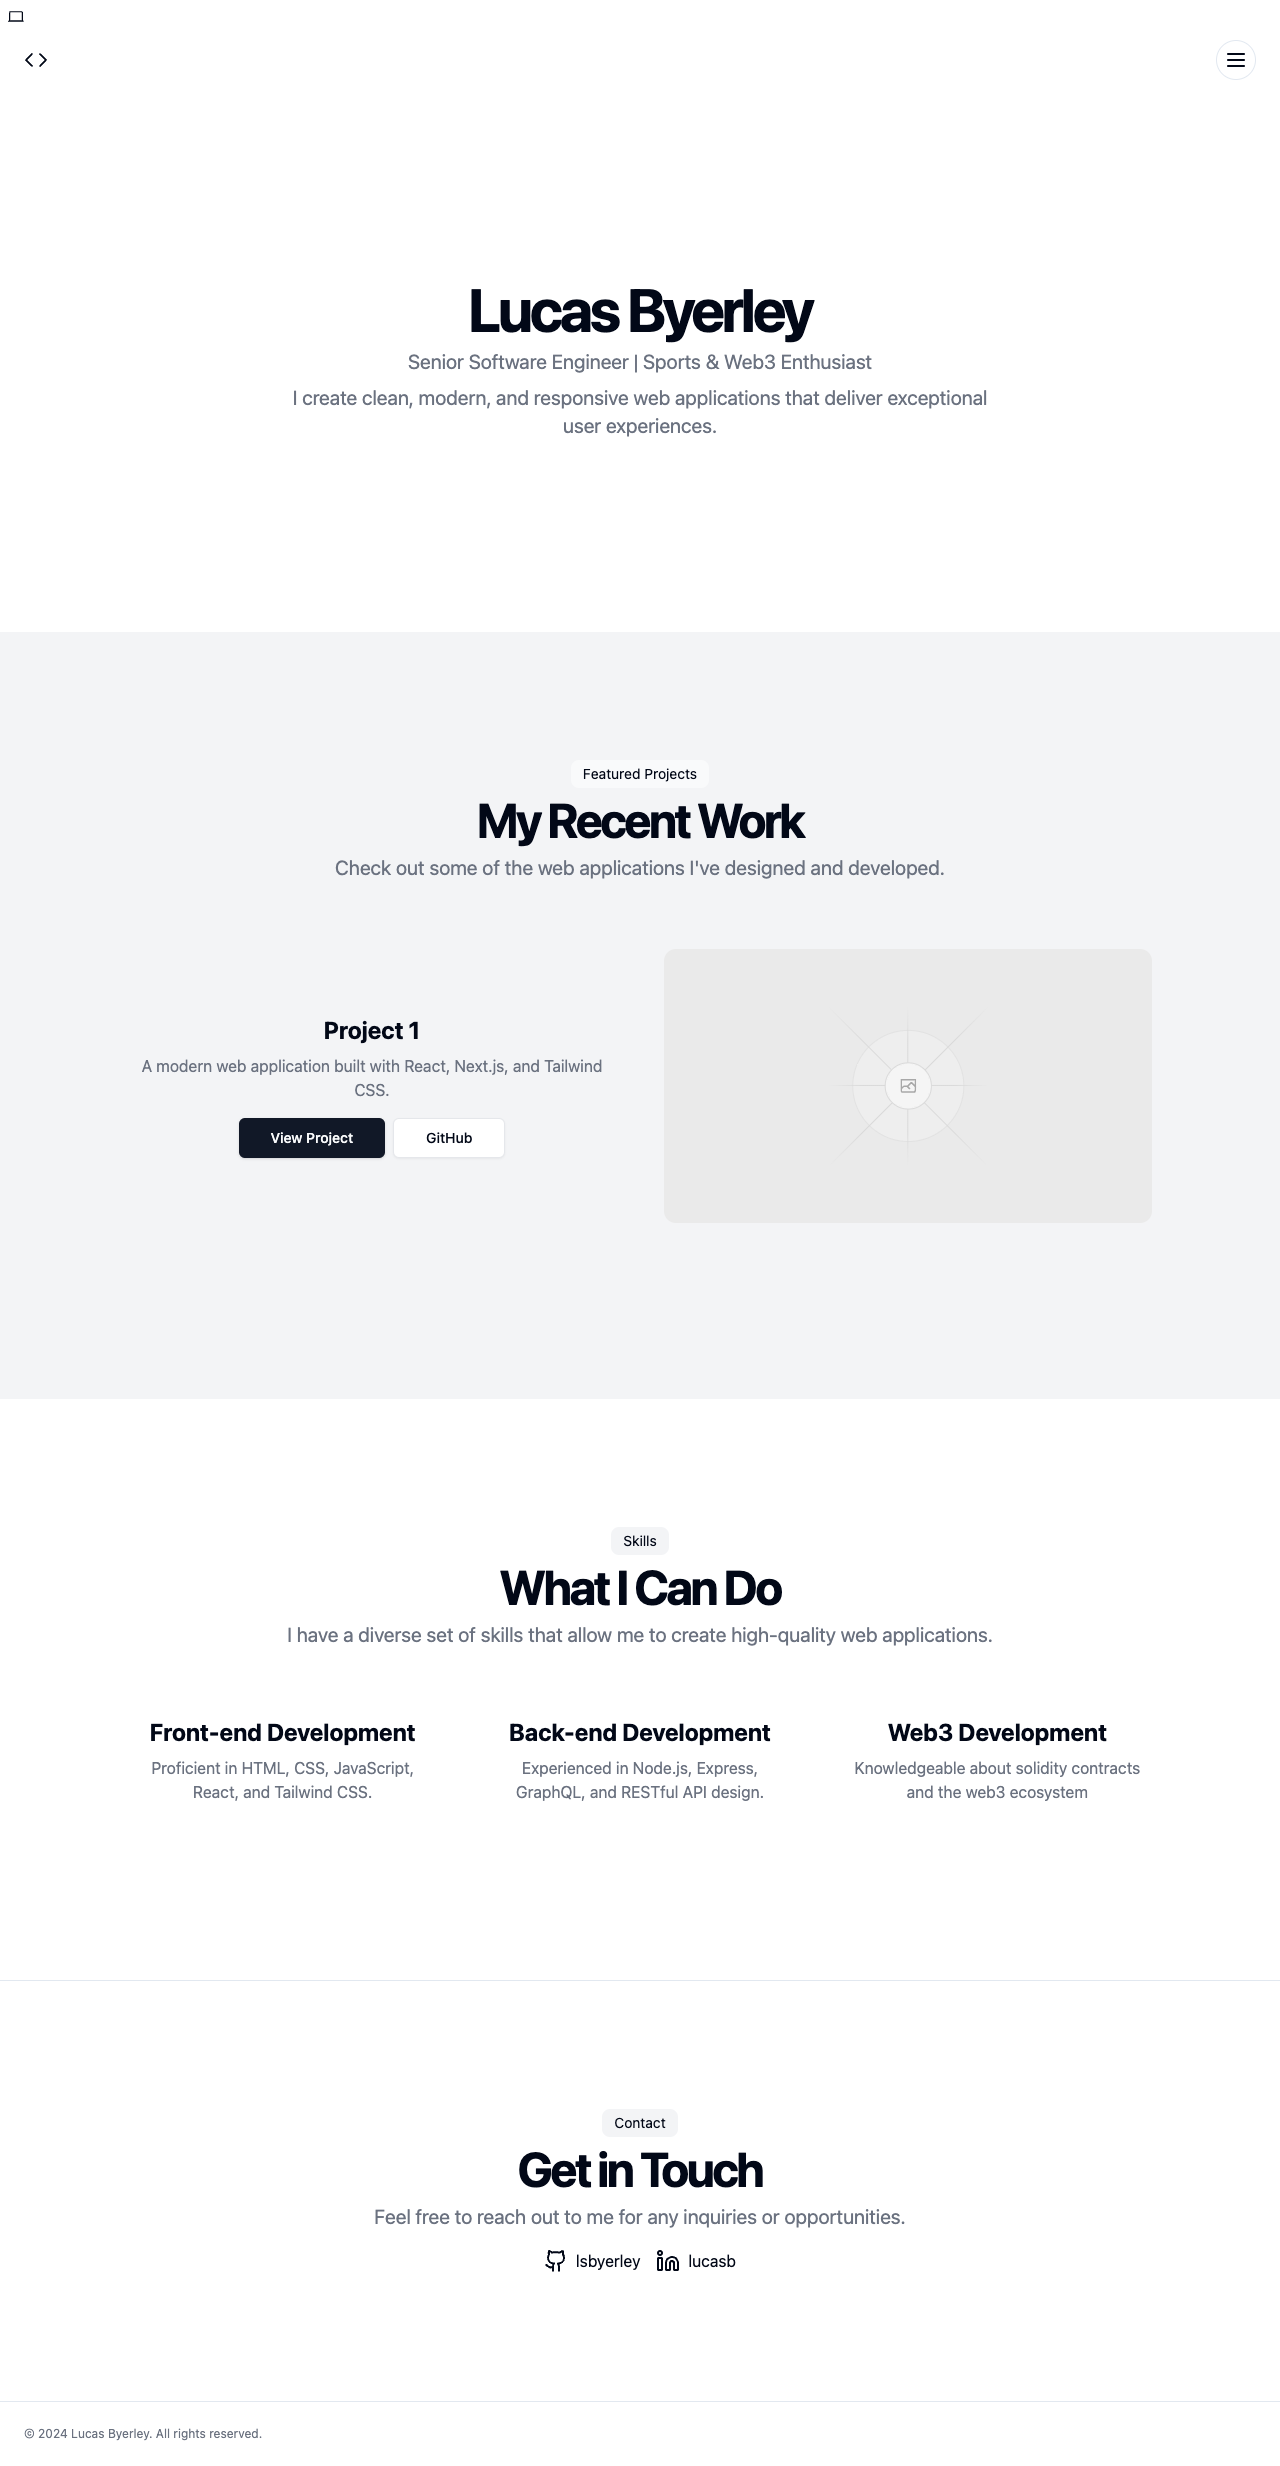 Lucas Byerley
Senior Software Engineer | Sports & Web3 Enthusiast
I create clean, modern, and responsive web applications that deliver exceptional
user experiences.
Featured Projects
My Recent Work
Check out some of the web applications I've designed and developed.
Project 1
A modern web application built with React, Next.js, and Tailwind
CSS.
View Project
GitHub
Skills
What I Can Do
I have a diverse set of skills that allow me to create high-quality web applications.
Front-end Development
Proficient in HTML, CSS, JavaScript,
React, and Tailwind CSS.
Back-end Development
Experienced in Node.js, Express,
GraphQL, and RESTful API design.
Web3 Development
Knowledgeable about solidity contracts
and the web3 ecosystem
Contact
Get in Touch
Feel free to reach out to me for any inquiries or opportunities.
lsbyerley
lucasb
© 2024 Lucas Byerley. All rights reserved.